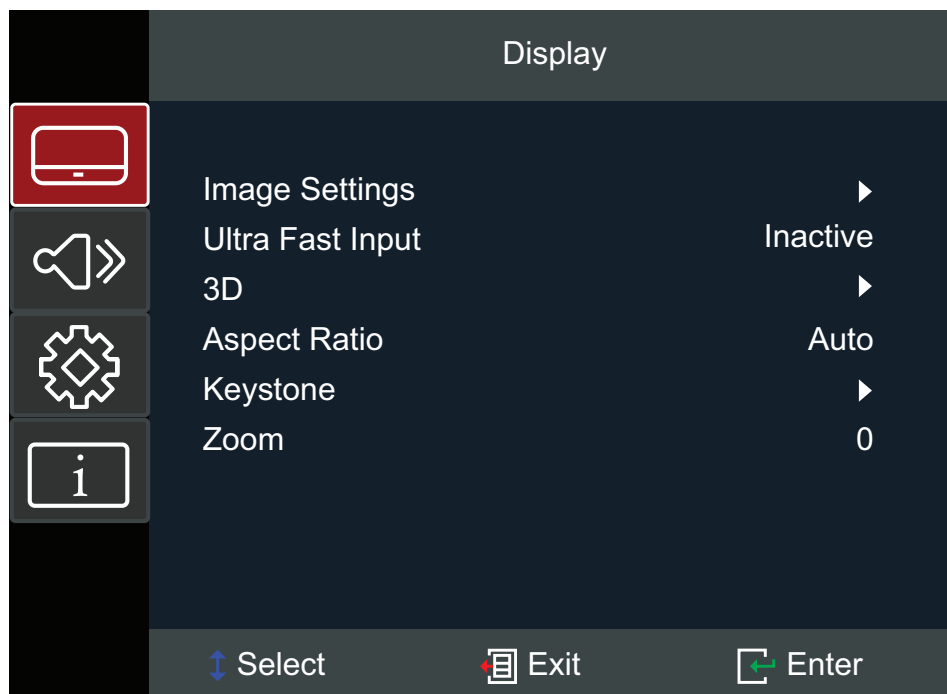 Display
Image Settings
Ultra Fast Input Inactive
3D
Aspect Ratio Auto
Keystone
Zoom 0
i
Select Exit Enter